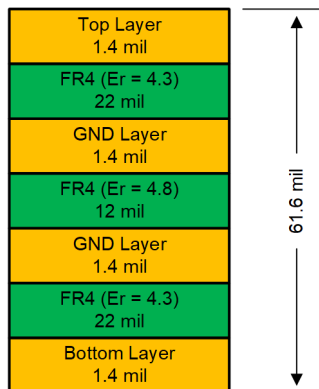 Top Layer
1.4 mil
FR4 (Er = 4.3)
22 mil
GND Layer
1.4 mil
FR4 (Er = 4.8)
12 mil
GND Layer
1.4 mil
FR4 (Er = 4.3)
22 mil
Bottom Layer
1.4 mil
61.6 mil